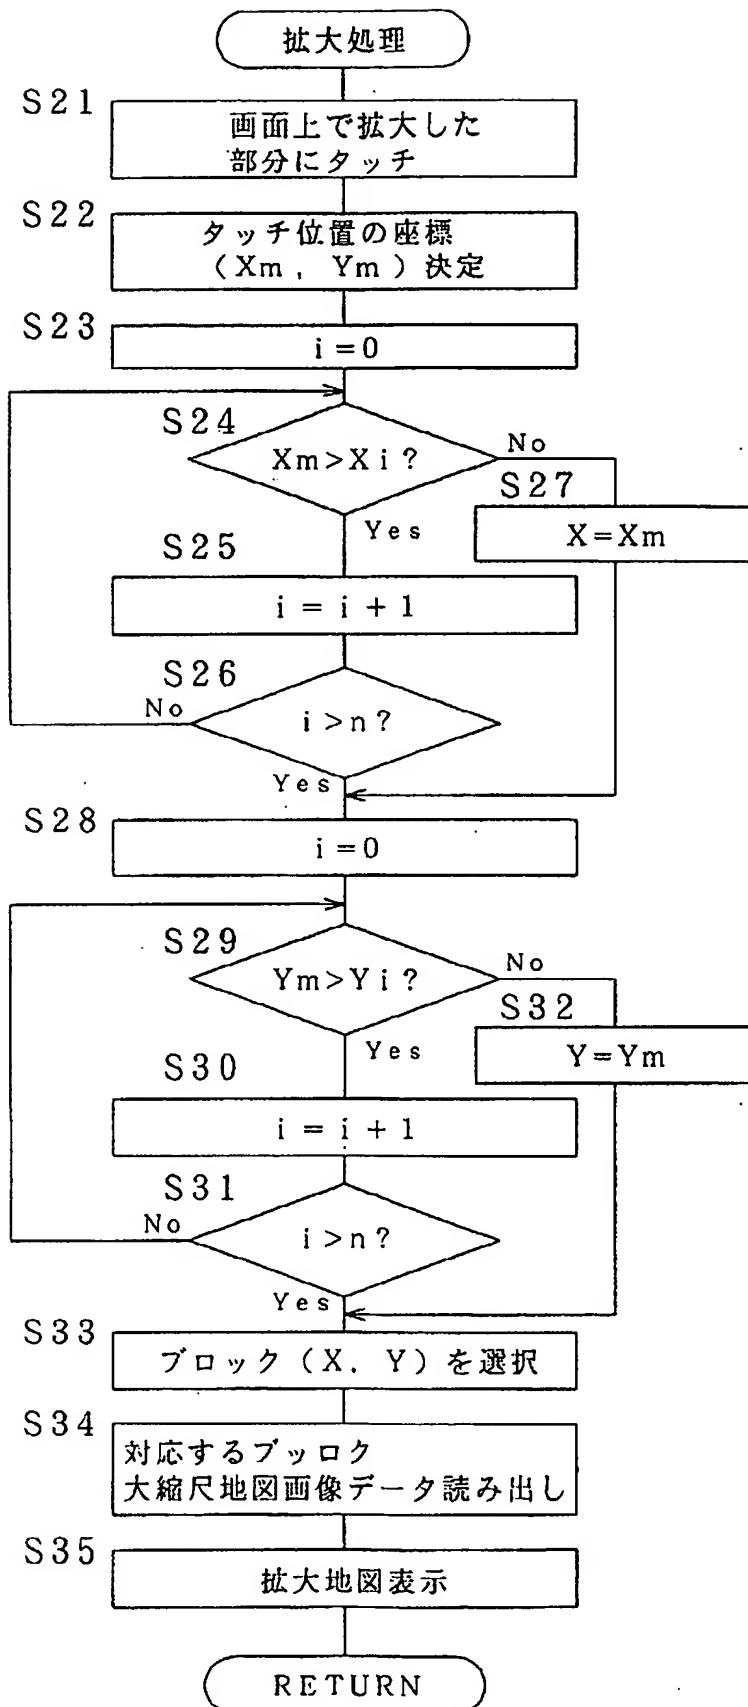 拡大処理
S21
画面上で拡大した
部分にタッチ
S22
タッチ位置の座標
(Xm, Ym)決定
S23
i=0
S24
Xm>Xi?
No
S27
X=Xm
Yes
S25
i=i+1
S26
No
i>n?
Yes
S28
i=0
S29
Ym>Yi?
No
S32
Y=Ym
Yes
S30
i=i+1
S31
No
i>n?
Yes
S33
ブロック(X. Y)を選択
S34
対応するブッロク
大縮尺地図画像データ読み出し
S35
拡大地図表示
RETURN